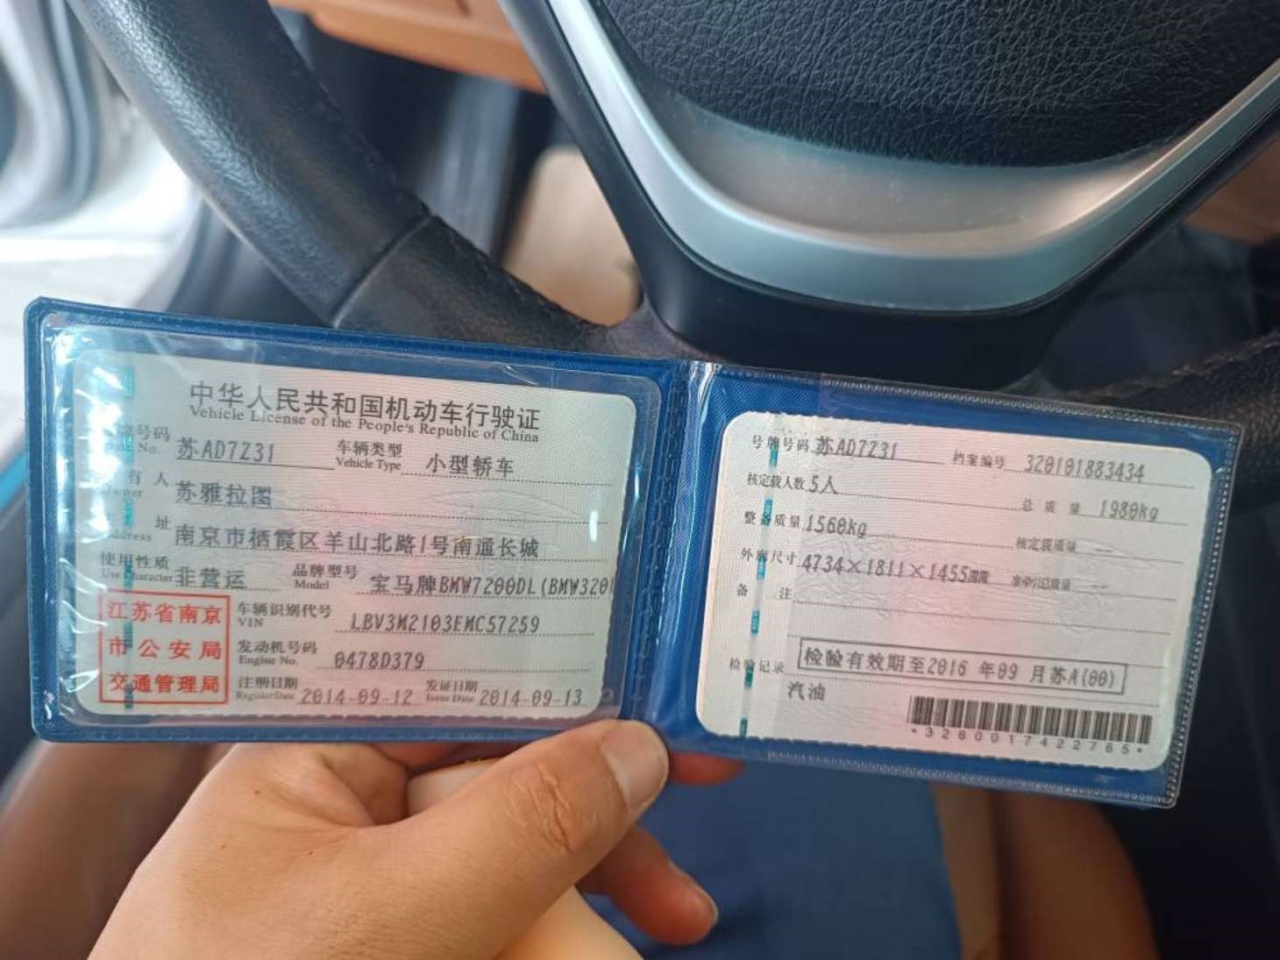 中华人民共和国机动车行驶证
Vehicle License of the People's Republic of China
号码 苏AD7Z31 车辆类型 小型轿车
No. Vehicle Type
有人 苏雅拉图
Owner
址 南京市栖霞区羊山北路1号南通长城
Address
使用性质 非营运 品牌型号 宝马牌BMW7200DL(BMW320
Use Character Model
江苏省南京
市公安局
交通管理局
车辆识别代号 LBV3M2103EMC57259
VIN
发动机号码 0478D379
Engine No.
注册日期 2014-09-12 发证日期 2014-09-13
Register Date Issue Date
号牌号码 苏AD7Z31 档案编号 320101883434
核定载人数 5人 总质量 1980kg
整备质量 1560kg 核定载质量 --
外廓尺寸 4734×1811×1455mm 准牵引总质量 --
备注
检验记录 检验有效期至2016 年09 月苏A(00)
汽油
*3280017422765*